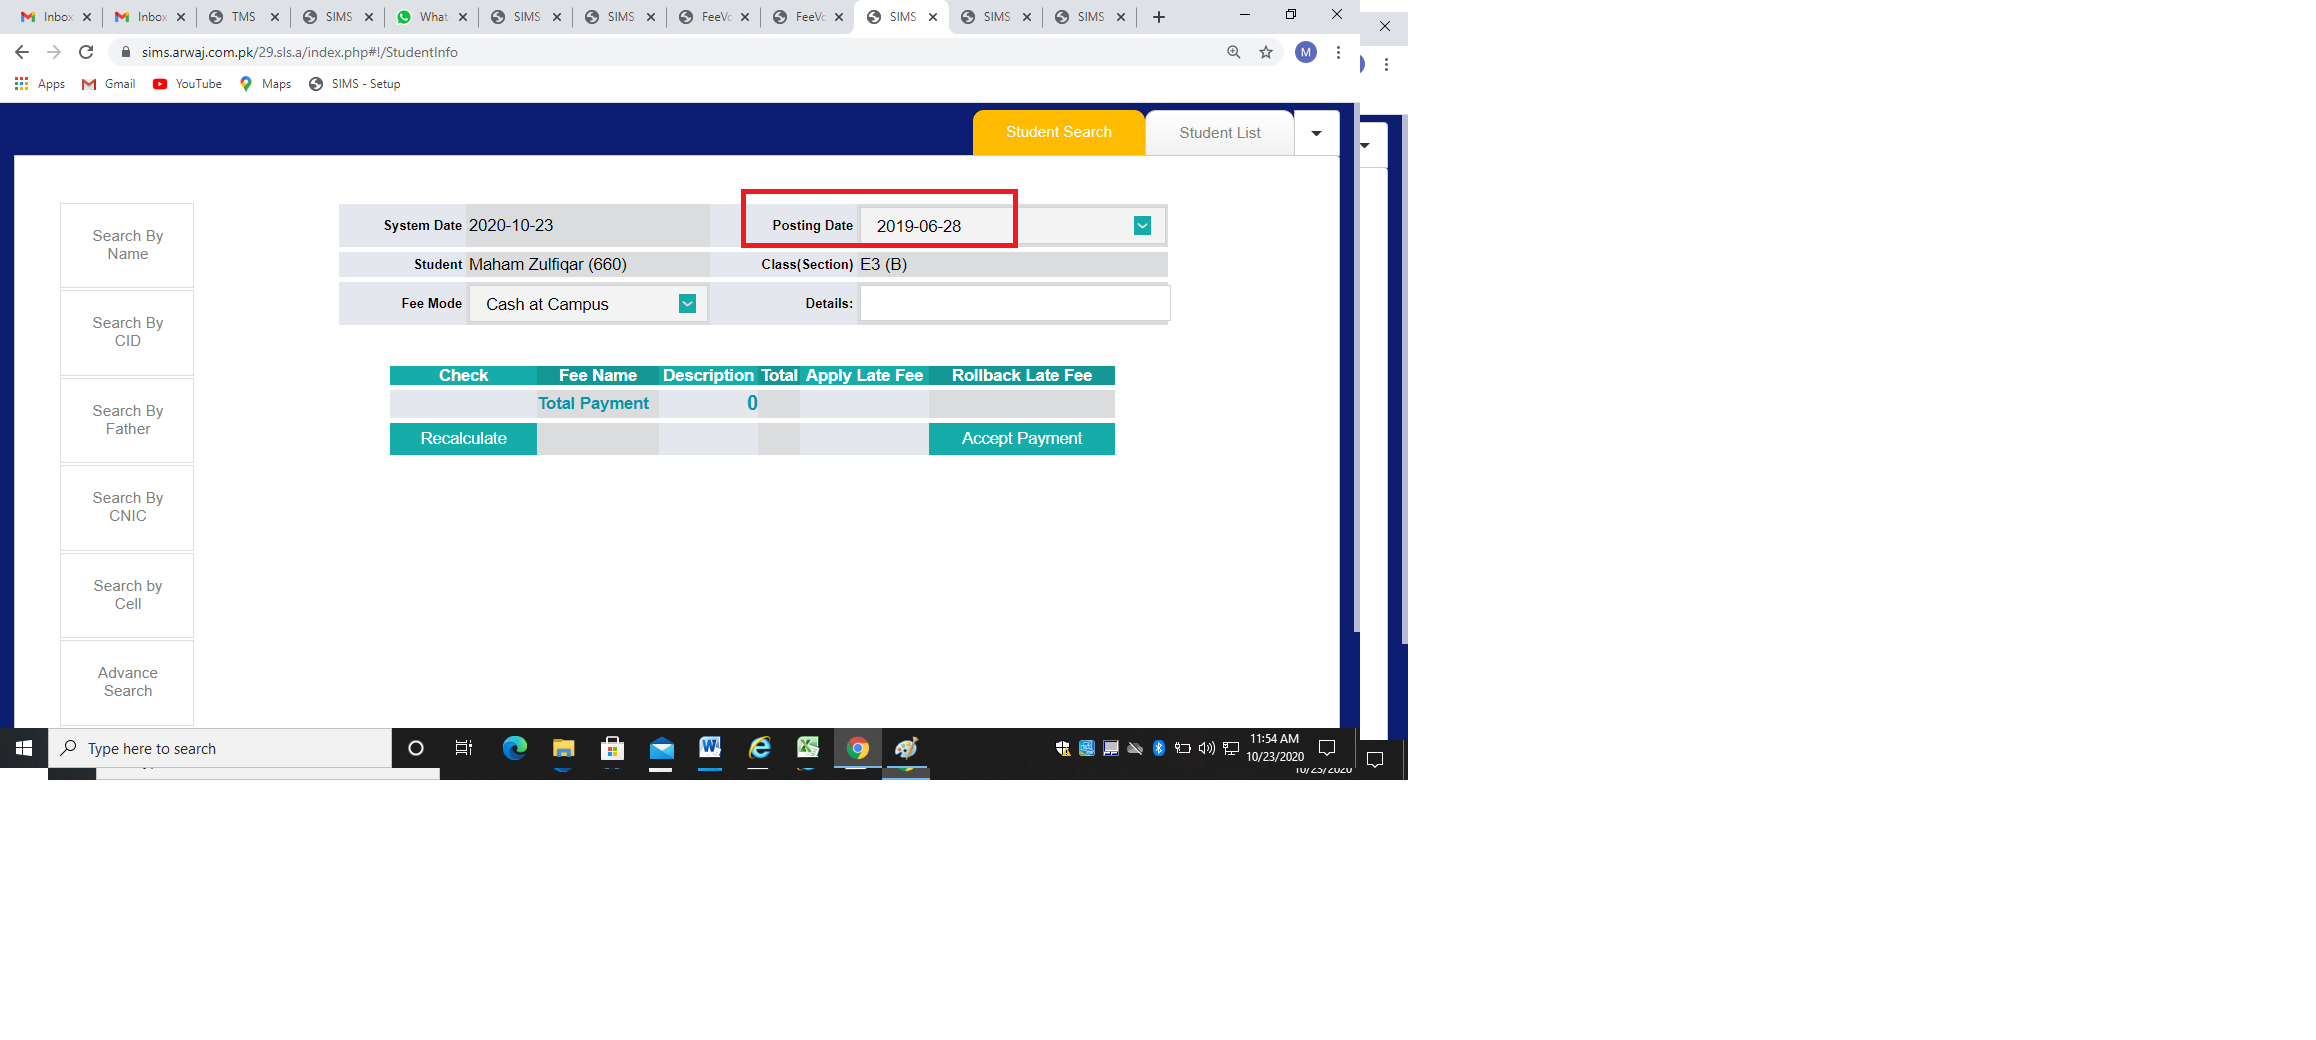 Inbox
Inbox
TMS
SIMS
What
SIMS
SIMS
FeeV
FeeV
SIMS
SIMS
SIMS
sims.arwaj.com.pk/29.sls.a/index.php#!/StudentInfo
M
Apps
Gmail
YouTube
Maps
SIMS - Setup
Student Search
Student List
Search By
Name
Search By
CID
Search By
Father
Search By
CNIC
Search by
Cell
Advance
Search
System Date 2020-10-23 Posting Date 2019-06-28
Student Maham Zulfiqar (660) Class(Section) E3 (B)
Fee Mode Cash at Campus Details:
Check Fee Name Description Total Apply Late Fee Rollback Late Fee
Total Payment 0
Recalculate Accept Payment
Type here to search
11:54 AM
10/23/2020
10/23/2020